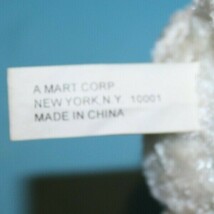 A MART CORP
NEW YORK, N.Y. 10001
MADE IN CHINA